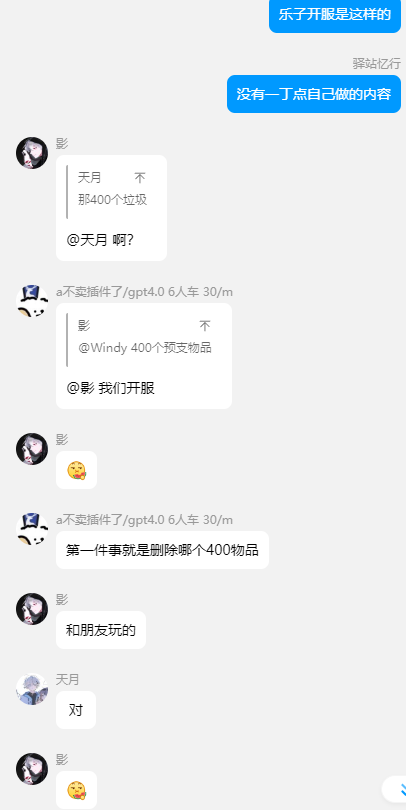 乐子开服是这样的
驿站忆行
没有一丁点自己做的内容
影
天月 不
那400个垃圾
@天月 啊?
a不卖插件了/gpt4.0 6人车 30/m
影 不
@Windy 400个预支物品
@影 我们开服
影
a不卖插件了/gpt4.0 6人车 30/m
第一件事就是删除哪个400物品
影
和朋友玩的
天月
对
影